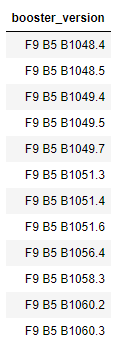 booster_version
F9 B5 B1048.4
F9 B5 B1048.5
F9 B5 B1049.4
F9 B5 B1049.5
F9 B5 B1049.7
F9 B5 B1051.3
F9 B5 B1051.4
F9 B5 B1051.6
F9 B5 B1056.4
F9 B5 B1058.3
F9 B5 B1060.2
F9 B5 B1060.3